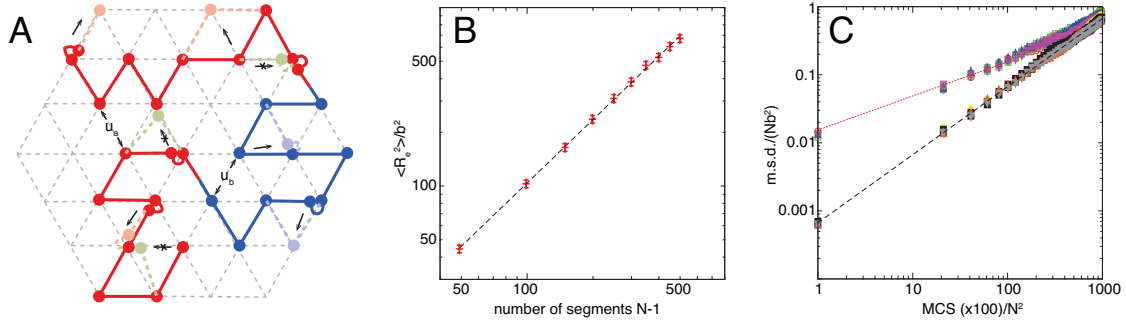 A
u_a
u_b
B
<R_e^2>/b^2
500
100
50
50
100
500
number of segments N-1
C
m.s.d./(Nb^2)
1
0.1
0.01
0.001
1
10
100
1000
MCS (x100)/N^2